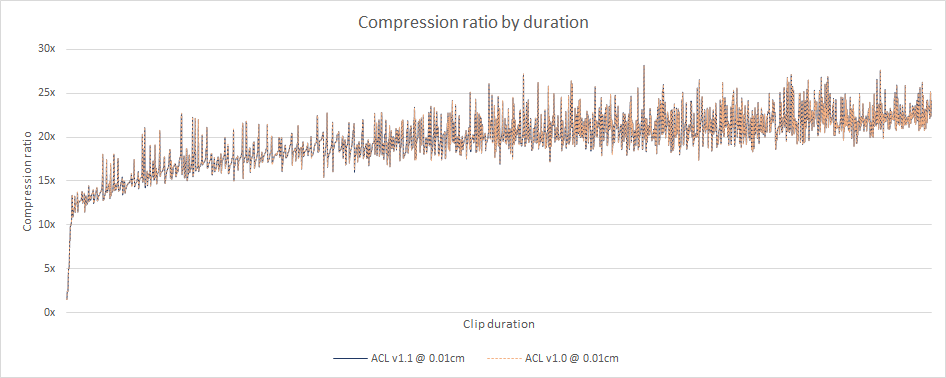 Compression ratio by duration
30x
25x
20x
15x
10x
5x
0x
Compression ratio
Clip duration
ACL v1.1 @ 0.01cm ACL v1.0 @ 0.01cm